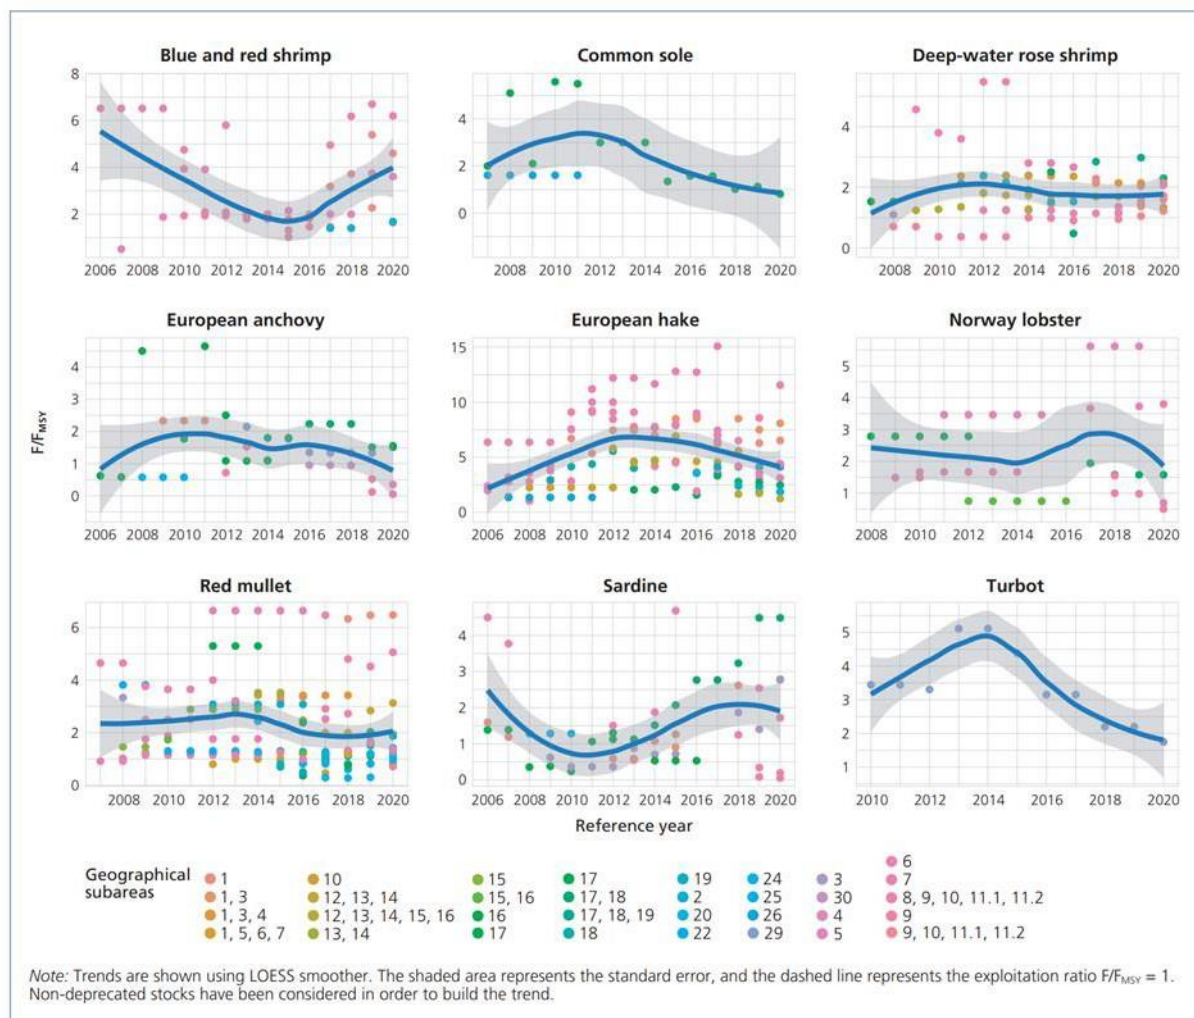 Blue and red shrimp
8
6
4
2
2006 2008 2010 2012 2014 2016 2018 2020
Common sole
4
2
0
2008 2010 2012 2014 2016 2018 2020
Deep-water rose shrimp
4
2
0
2008 2010 2012 2014 2016 2018 2020
F/FMSY
European anchovy
4
3
2
1
0
2006 2008 2010 2012 2014 2016 2018 2020
European hake
15
10
5
0
2006 2008 2010 2012 2014 2016 2018 2020
Norway lobster
5
4
3
2
1
2008 2010 2012 2014 2016 2018 2020
Red mullet
6
4
2
0
2008 2010 2012 2014 2016 2018 2020
Sardine
4
3
2
1
0
2006 2008 2010 2012 2014 2016 2018 2020
Turbot
5
4
3
2
1
2010 2012 2014 2016 2018 2020
Reference year
Geographical
subareas
1
1, 3
1, 3, 4
1, 5, 6, 7
10
12, 13, 14
12, 13, 14, 15, 16
13, 14
15
15, 16
16
17
17
17, 18
17, 18, 19
18
19
2
20
22
24
25
26
29
3
30
4
5
6
7
8, 9, 10, 11.1, 11.2
9
9, 10, 11.1, 11.2
Note: Trends are shown using LOESS smoother. The shaded area represents the standard error, and the dashed line represents the exploitation ratio F/FMSY = 1.
Non-deprecated stocks have been considered in order to build the trend.